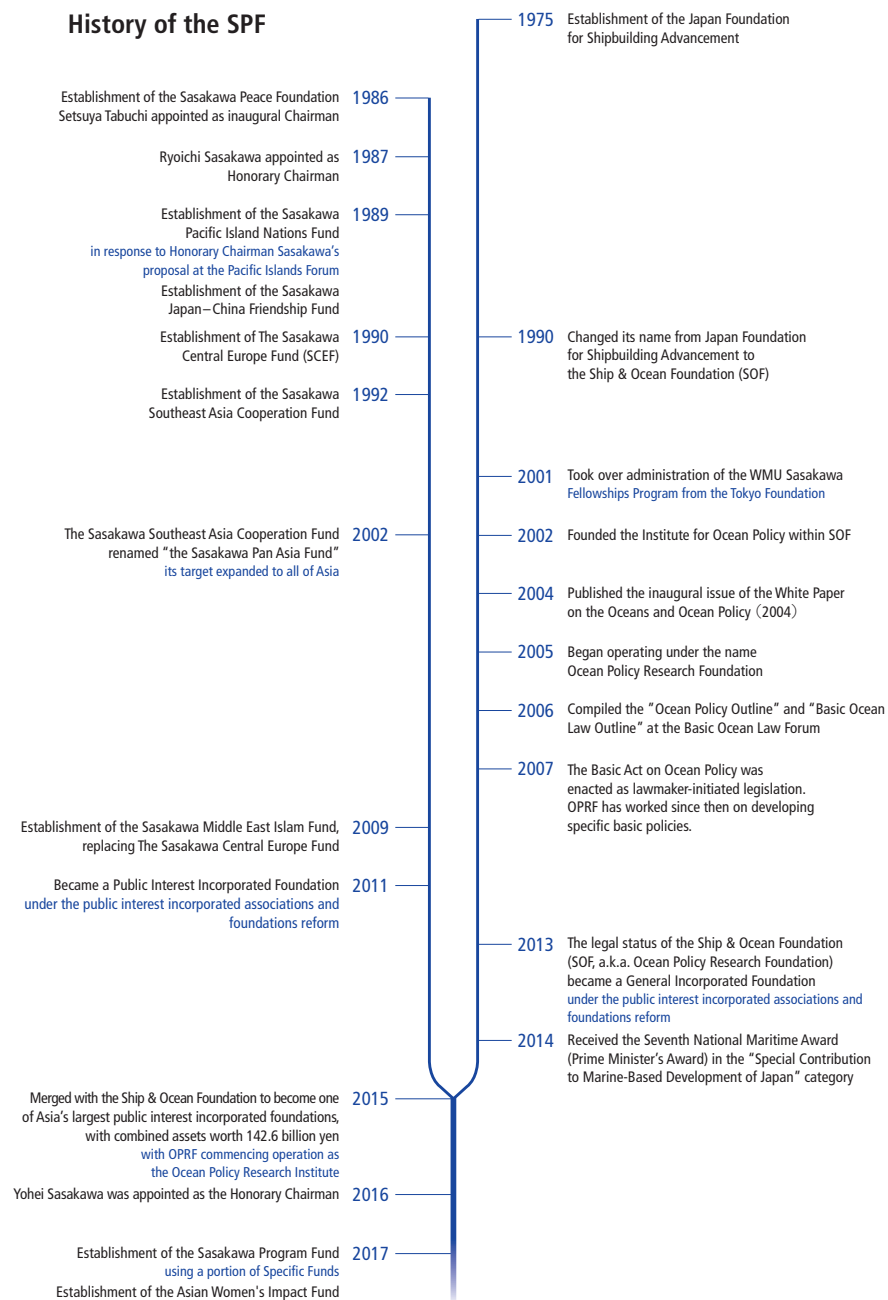 History of the SPF
1986
Establishment of the Sasakawa Peace Foundation
Setsuya Tabuchi appointed as inaugural Chairman
1987
Ryoichi Sasakawa appointed as
Honorary Chairman
1989
Establishment of the Sasakawa
Pacific Island Nations Fund
in response to Honorary Chairman Sasakawa's
proposal at the Pacific Islands Forum
Establishment of the Sasakawa
Japan–China Friendship Fund
1990
Establishment of The Sasakawa
Central Europe Fund (SCEF)
1992
Establishment of the Sasakawa
Southeast Asia Cooperation Fund
2002
The Sasakawa Southeast Asia Cooperation Fund
renamed "the Sasakawa Pan Asia Fund"
its target expanded to all of Asia
2009
Establishment of the Sasakawa Middle East Islam Fund,
replacing The Sasakawa Central Europe Fund
2011
Became a Public Interest Incorporated Foundation
under the public interest incorporated associations and
foundations reform
1975
Establishment of the Japan Foundation
for Shipbuilding Advancement
1990
Changed its name from Japan Foundation
for Shipbuilding Advancement to
the Ship & Ocean Foundation (SOF)
2001
Took over administration of the WMU Sasakawa
Fellowships Program from the Tokyo Foundation
2002
Founded the Institute for Ocean Policy within SOF
2004
Published the inaugural issue of the White Paper
on the Oceans and Ocean Policy（2004）
2005
Began operating under the name
Ocean Policy Research Foundation
2006
Compiled the "Ocean Policy Outline" and "Basic Ocean
Law Outline" at the Basic Ocean Law Forum
2007
The Basic Act on Ocean Policy was
enacted as lawmaker-initiated legislation.
OPRF has worked since then on developing
specific basic policies.
2013
The legal status of the Ship & Ocean Foundation
(SOF, a.k.a. Ocean Policy Research Foundation)
became a General Incorporated Foundation
under the public interest incorporated associations and
foundations reform
2014
Received the Seventh National Maritime Award
(Prime Minister's Award) in the "Special Contribution
to Marine-Based Development of Japan" category
2015
Merged with the Ship & Ocean Foundation to become one
of Asia's largest public interest incorporated foundations,
with combined assets worth 142.6 billion yen
with OPRF commencing operation as
the Ocean Policy Research Institute
2016
Yohei Sasakawa was appointed as the Honorary Chairman
2017
Establishment of the Sasakawa Program Fund
using a portion of Specific Funds
Establishment of the Asian Women's Impact Fund